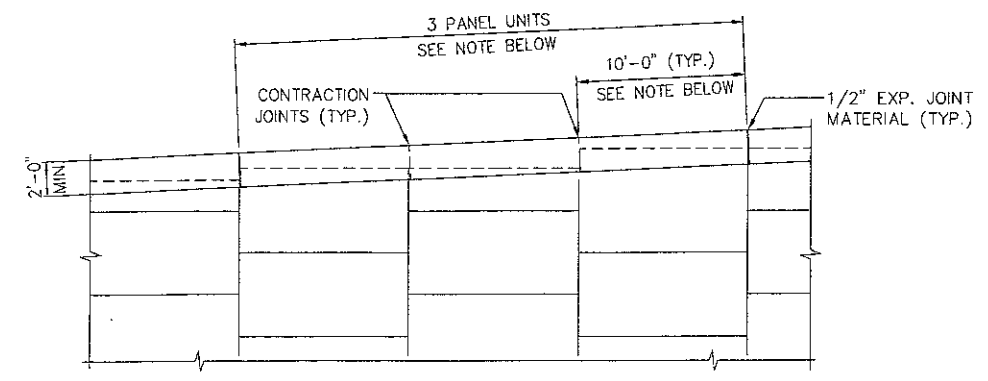 3 PANEL UNITS
SEE NOTE BELOW
10'-0" (TYP.)
SEE NOTE BELOW
CONTRACTION
JOINTS (TYP.)
1/2" EXP. JOINT
MATERIAL (TYP.)
2'-0"
MIN